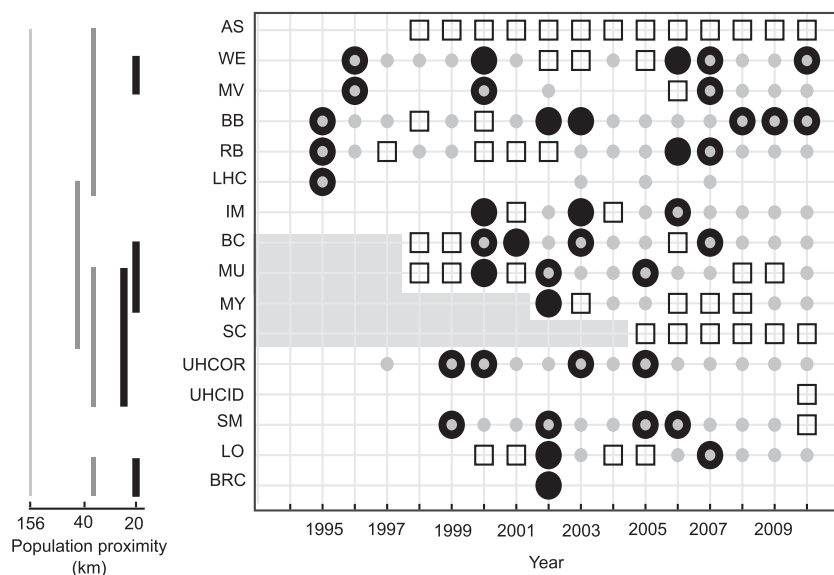 AS
WE
MV
BB
RB
LHC
IM
BC
MU
MY
SC
UHCOR
UHCID
SM
LO
BRC
156 40 20
Population proximity
(km)
1995 1997 1999 2001 2003 2005 2007 2009
Year